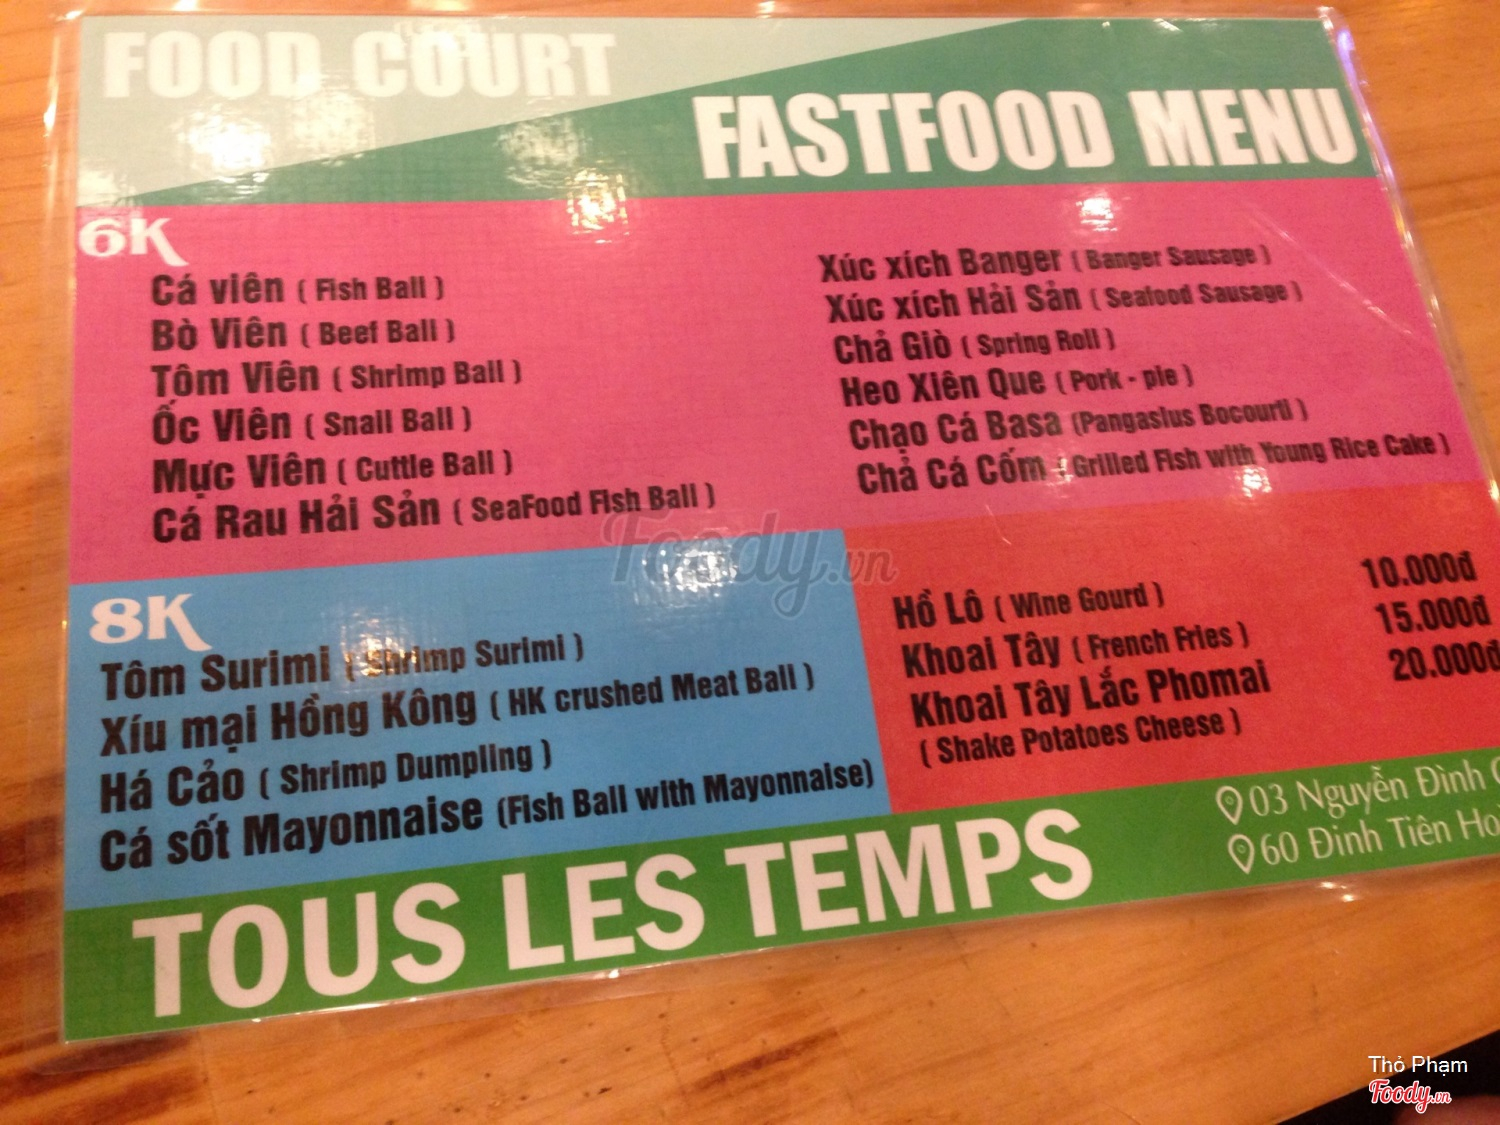 FOOD COURT
FASTFOOD MENU
6K
Cá viên ( Fish Ball )
Bò Viên ( Beef Ball )
Tôm Viên ( Shrimp Ball )
Ốc Viên ( Snail Ball )
Mực Viên ( Cuttle Ball )
Cá Rau Hải Sản ( SeaFood Fish Ball )
Xúc xích Banger ( Banger Sausage )
Xúc xích Hải Sản ( Seafood Sausage )
Chả Giò ( Spring Roll )
Heo Xiên Que ( Pork - pie )
Chạo Cá Basa (Pangasius Bocourti )
Chả Cá Cốm ( Grilled Fish with Young Rice Cake )
8K
Tôm Surimi ( Shrimp Surimi )
Xíu mại Hồng Kông ( HK crushed Meat Ball )
Há Cảo ( Shrimp Dumpling )
Cá sốt Mayonnaise (Fish Ball with Mayonnaise)
Hồ Lô ( Wine Gourd ) 10.000đ
Khoai Tây ( French Fries ) 15.000đ
Khoai Tây Lắc Phomai 20.000đ
( Shake Potatoes Cheese )
TOUS LES TEMPS
03 Nguyễn Đình
60 Đinh Tiên
Foody.vn
Thỏ Phạm
Foody.vn